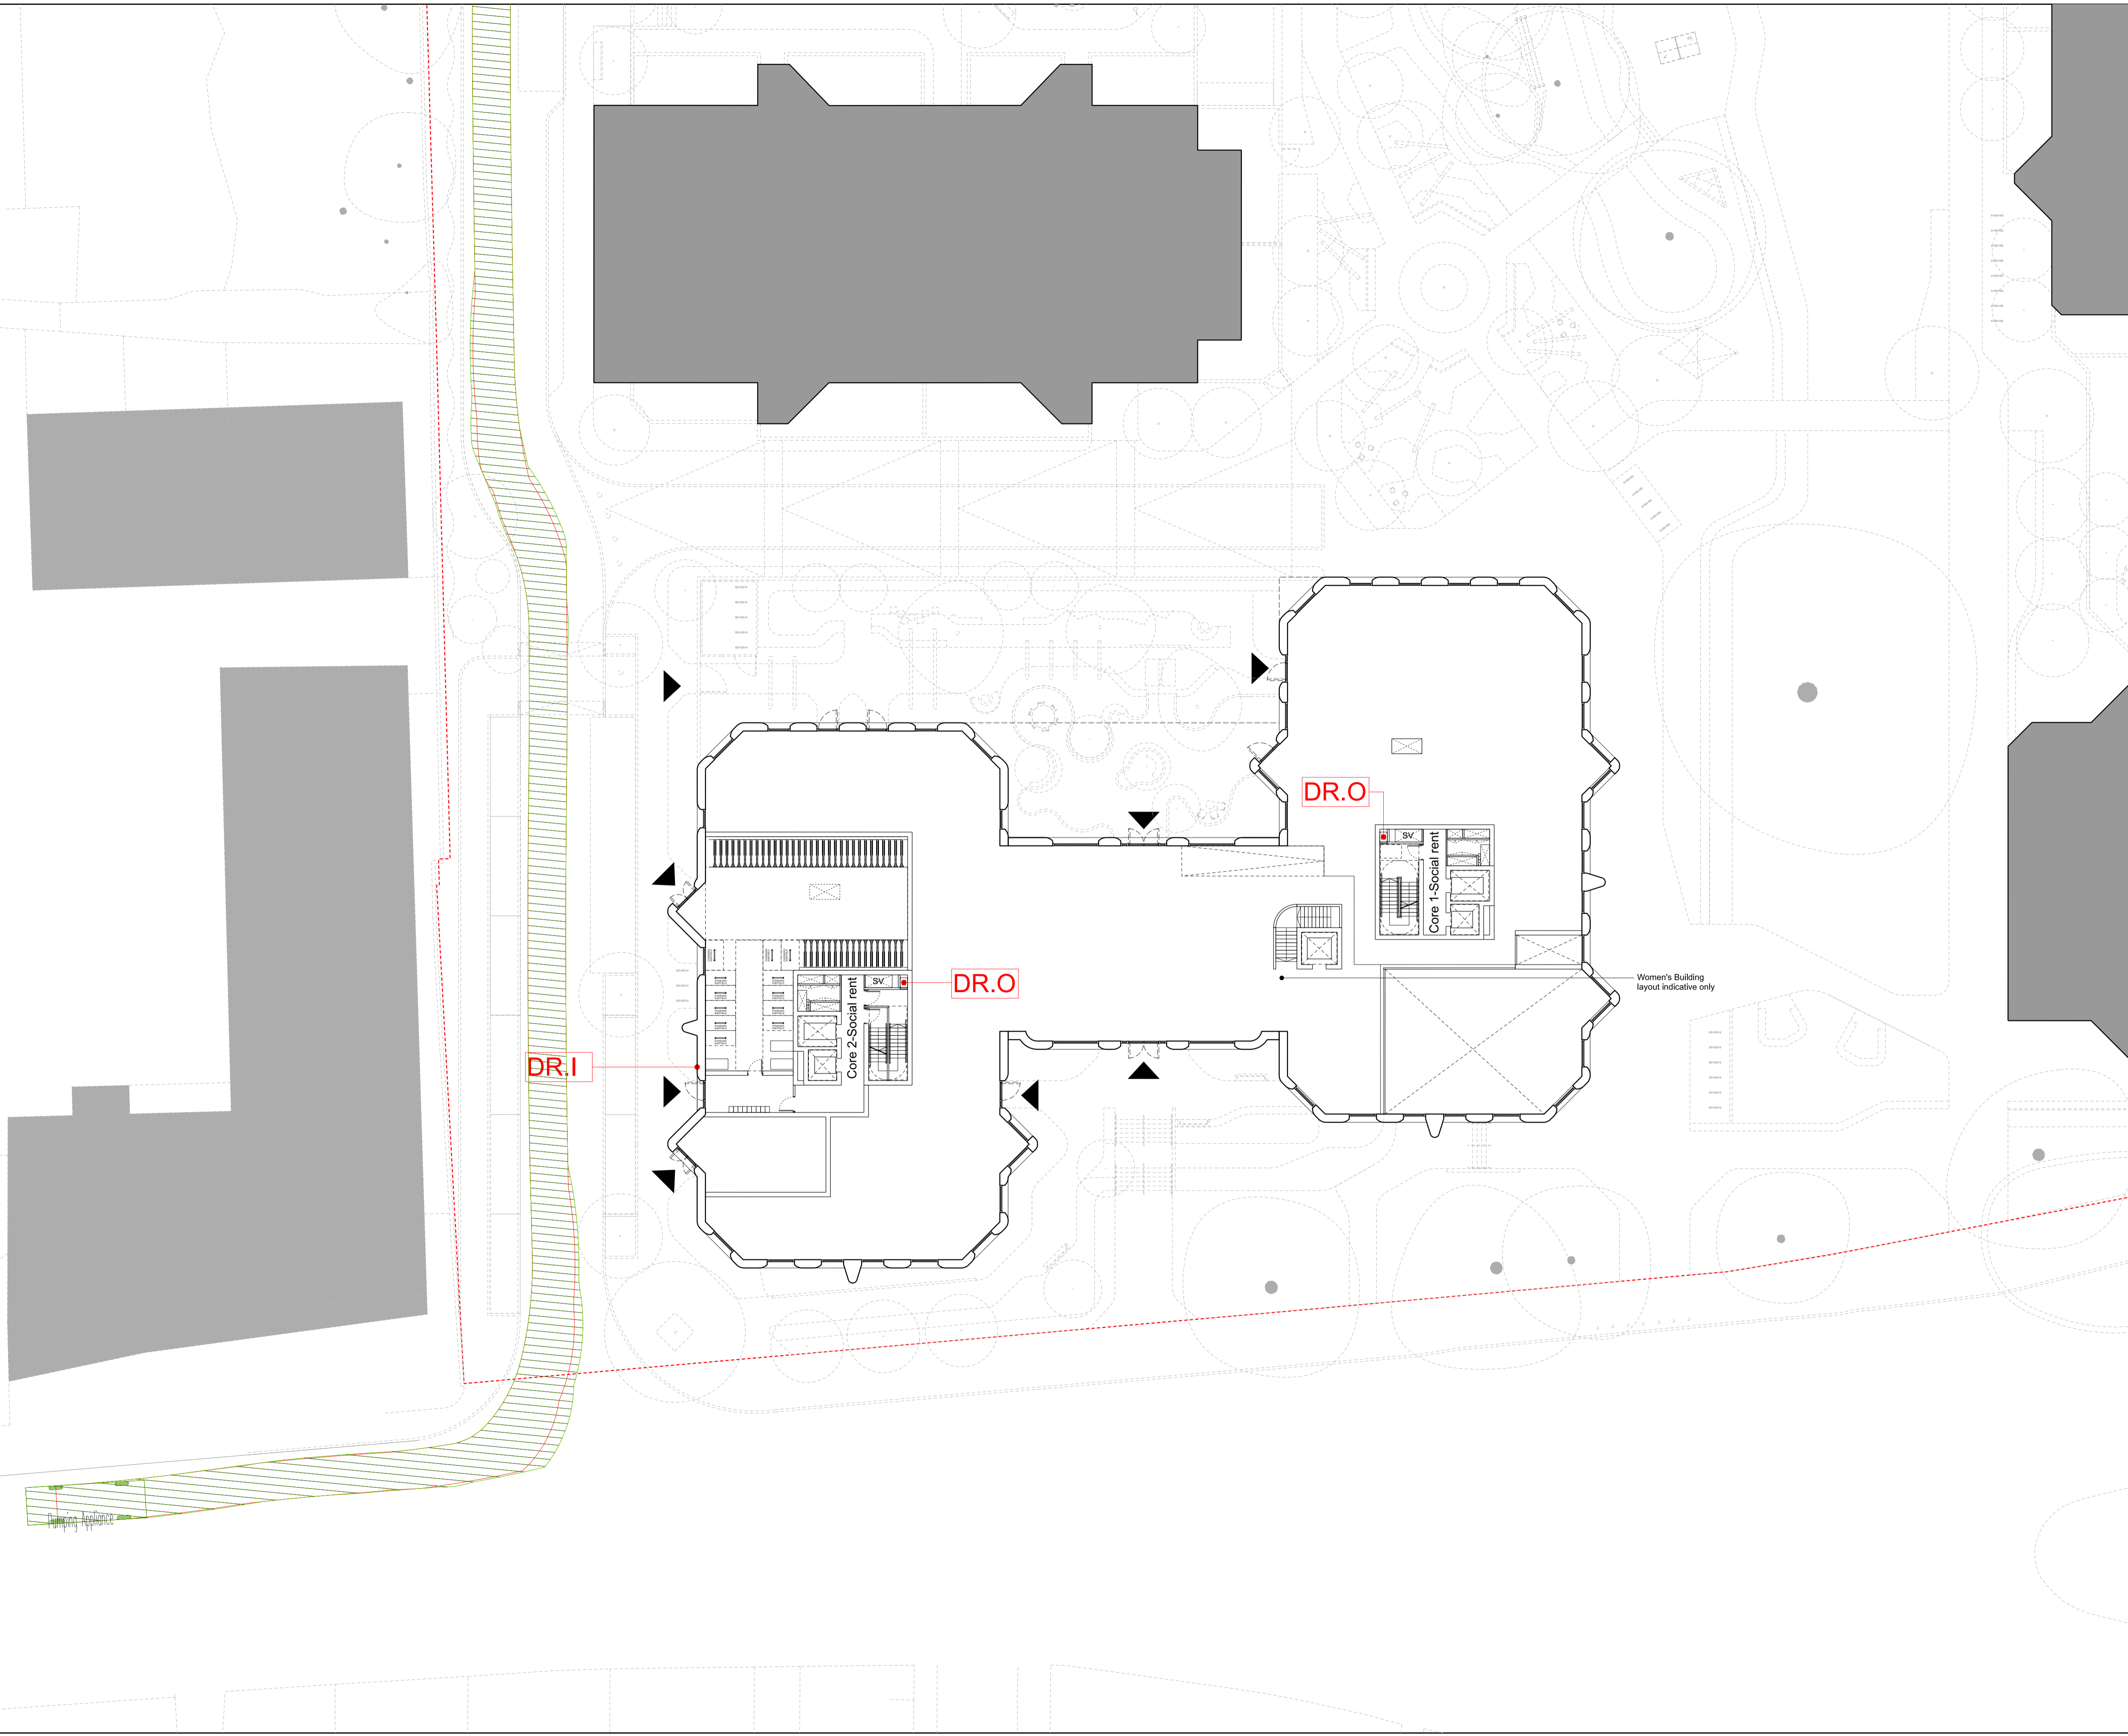 DR.O
SV
Core 1-Social rent
DR.O
SV
Core 2-Social rent
Women's Building
layout indicative only
DR.I
Pumping Appliance